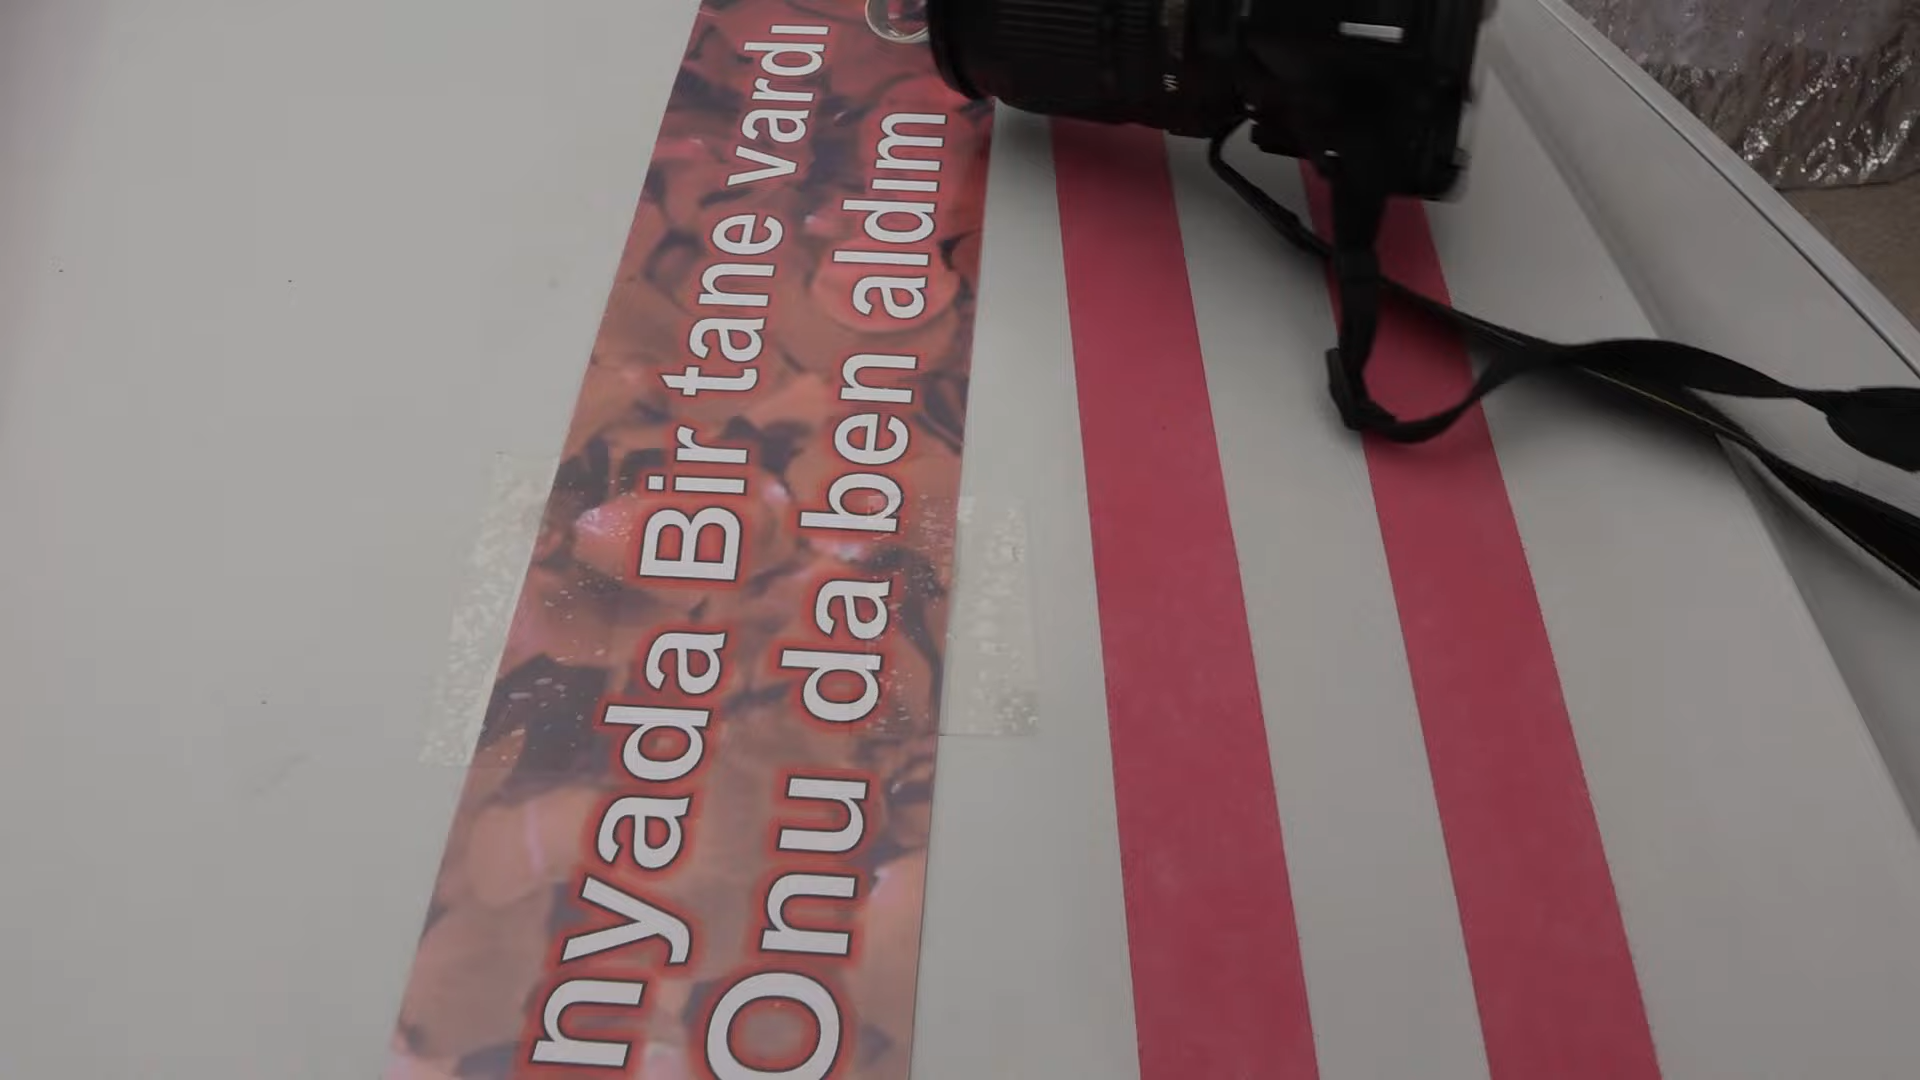 nyada Bir tane vardı
Onu da ben aldım